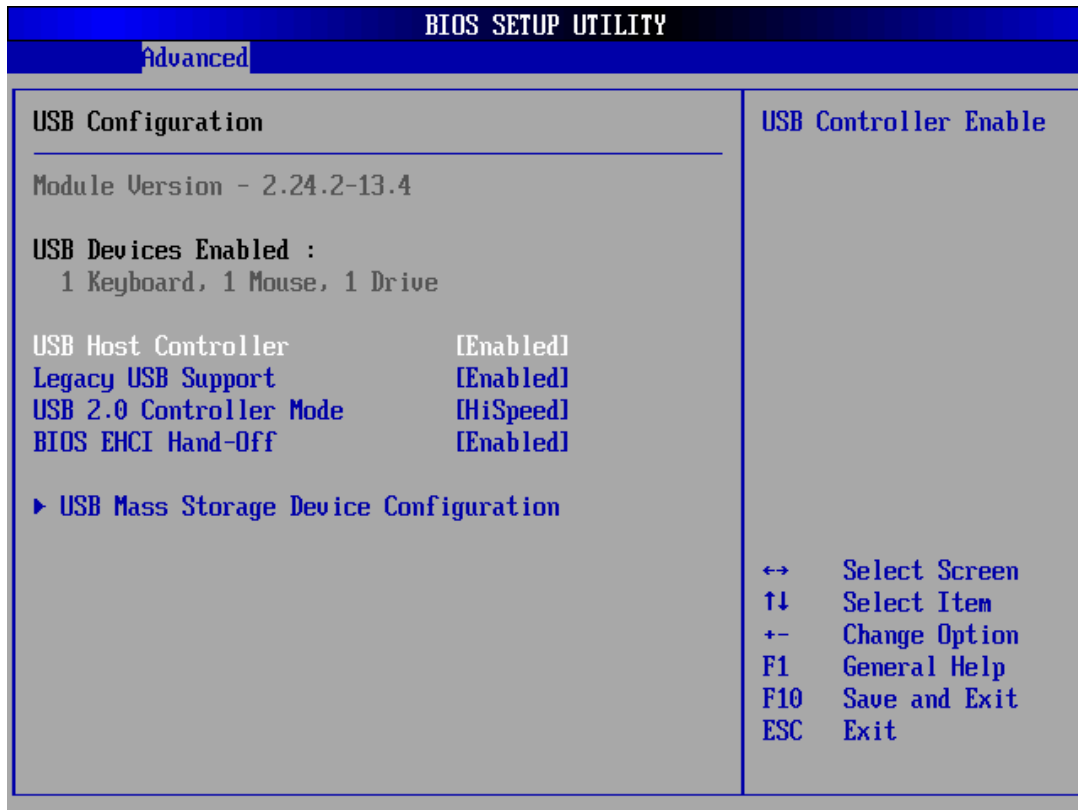 BIOS SETUP UTILITY
Advanced
USB Configuration
Module Version - 2.24.2-13.4
USB Devices Enabled :
1 Keyboard, 1 Mouse, 1 Drive
USB Host Controller [Enabled]
Legacy USB Support [Enabled]
USB 2.0 Controller Mode [HiSpeed]
BIOS EHCI Hand-Off [Enabled]
▶ USB Mass Storage Device Configuration
USB Controller Enable
←→ Select Screen
↑↓ Select Item
+- Change Option
F1 General Help
F10 Save and Exit
ESC Exit